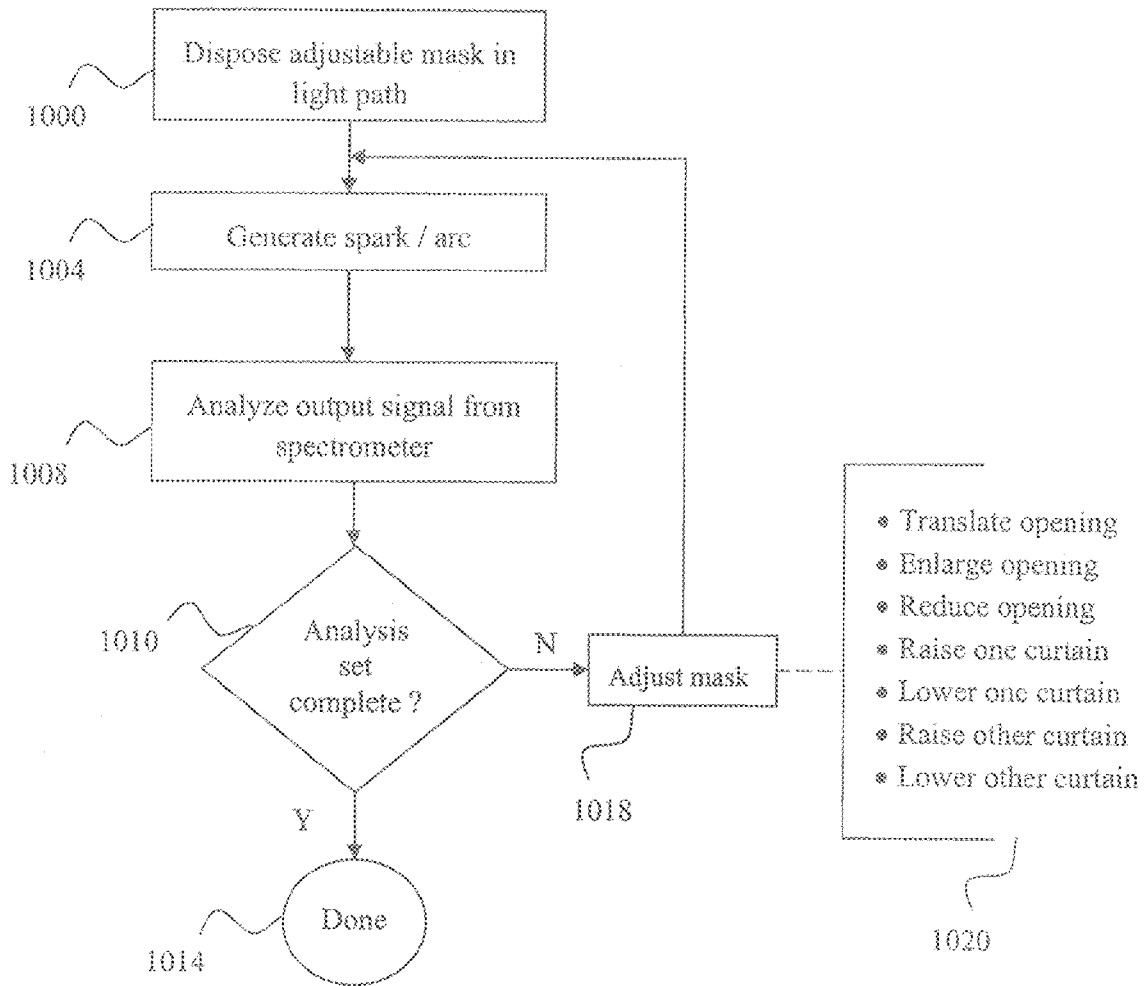 Dispose adjustable mask in
light path
1000
Generate spark / arc
1004
Analyze output signal from
spectrometer
1008
Analysis
set
complete ?
1010
N
Adjust mask
1018
• Translate opening
• Enlarge opening
• Reduce opening
• Raise one curtain
• Lower one curtain
• Raise other curtain
• Lower other curtain
1020
Y
Done
1014